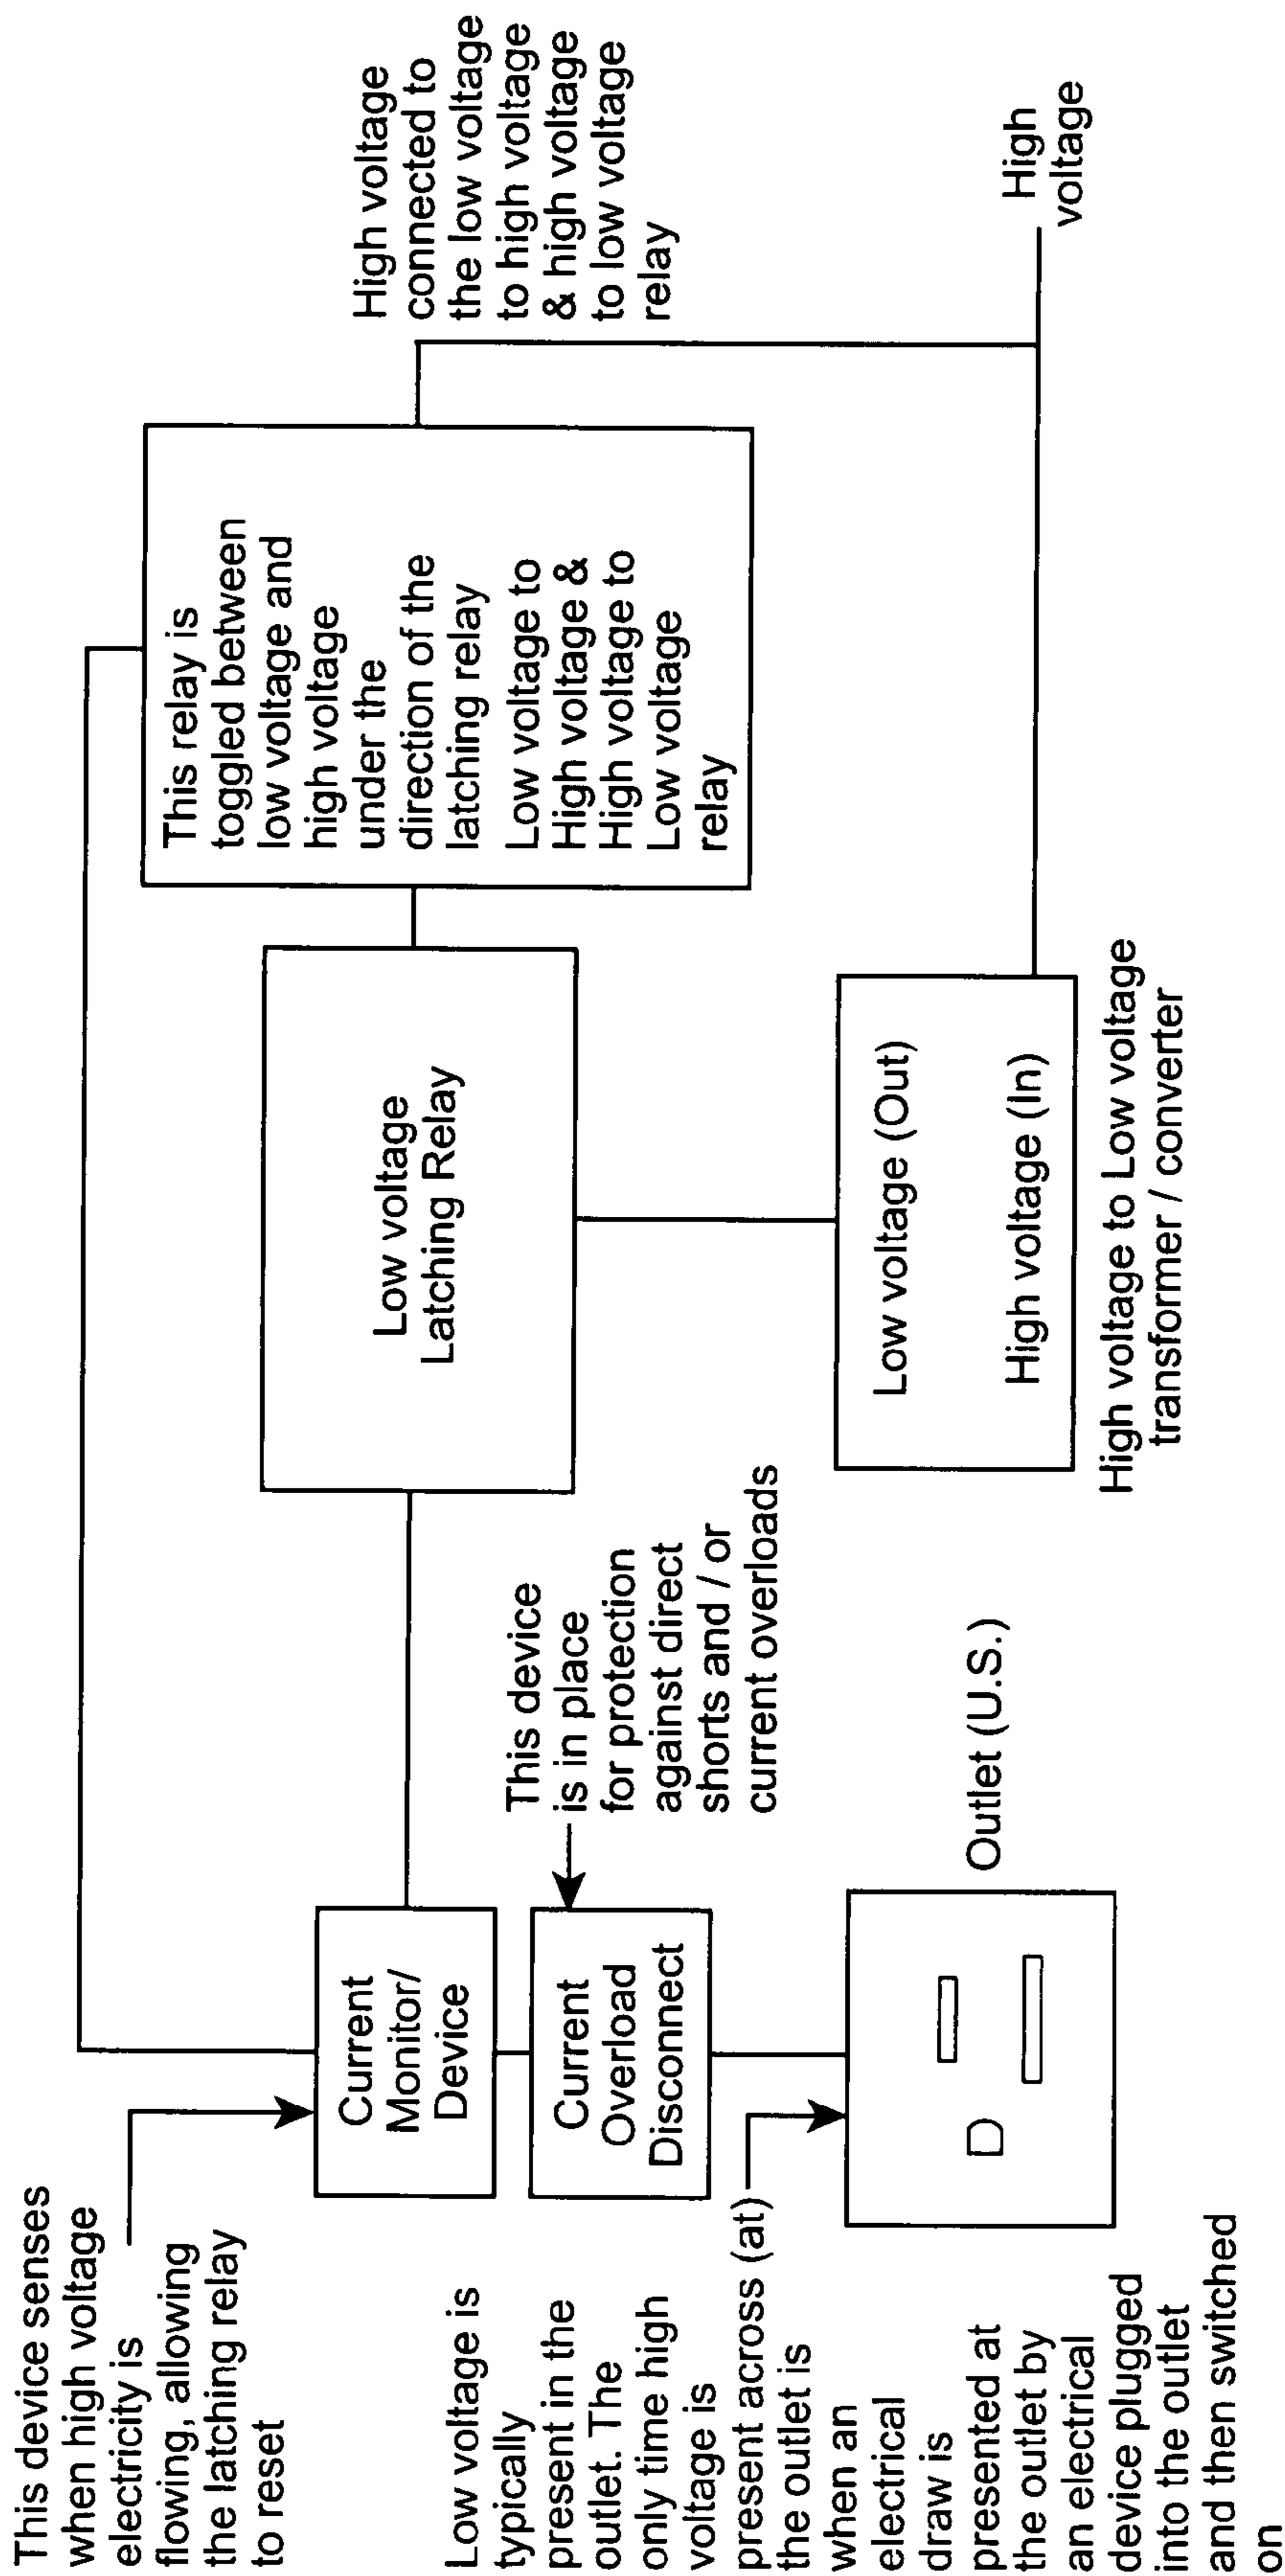 This device senses
when high voltage
electricity is
flowing, allowing
the latching relay
to reset
Current
Monitor/
Device
Low voltage
Latching Relay
This relay is
toggled between
low voltage and
high voltage
under the
direction of the
latching relay
Low voltage to
High voltage &
High voltage to
Low voltage
relay
High voltage
connected to
the low voltage
to high voltage
& high voltage
to low voltage
relay
Current
Overload
Disconnect
This device
is in place
for protection
against direct
shorts and / or
current overloads
Low voltage is
typically
present in the
outlet. The
only time high
voltage is
present across (at)
the outlet is
when an
electrical
draw is
presented at
the outlet by
an electrical
device plugged
into the outlet
and then switched
on
Outlet (U.S.)
Low voltage (Out)
High voltage (In)
High voltage to Low voltage
transformer / converter
High
voltage